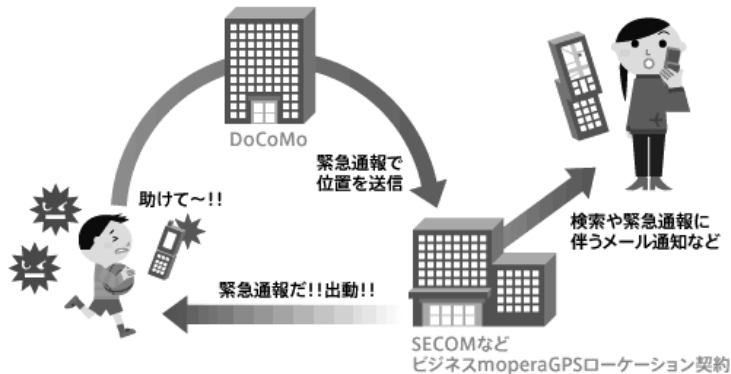 DoCoMo
緊急通報で
位置を送信
助けて～!!
検索や緊急通報に
伴うメール通知など
緊急通報だ!!出動!!
SECOMなど
ビジネスmoperaGPSローケーション契約